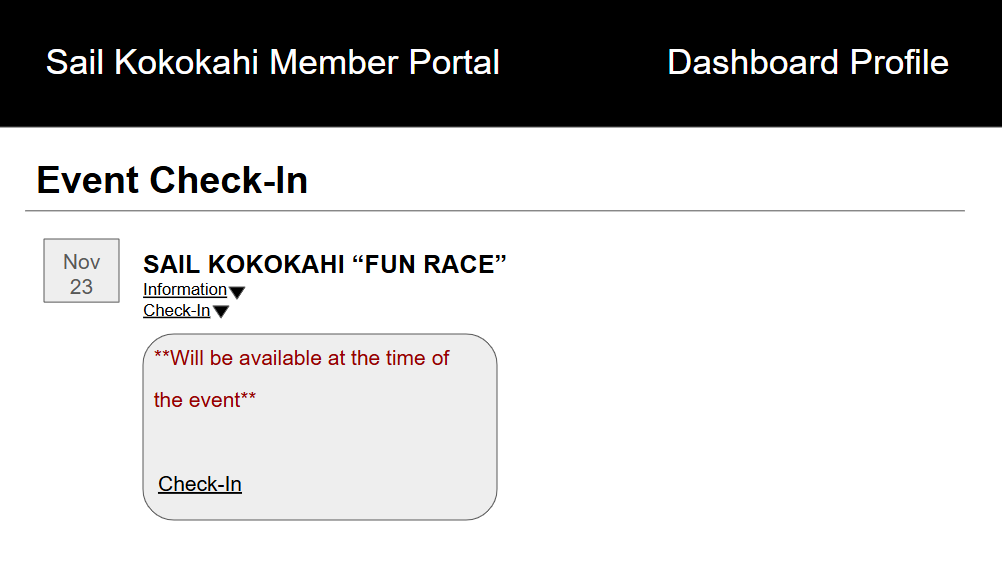 Sail Kokokahi Member Portal
Dashboard Profile
Event Check-In
Nov
23
SAIL KOKOKAHI “FUN RACE”
Information
Check-In
**Will be available at the time of
the event**
Check-In